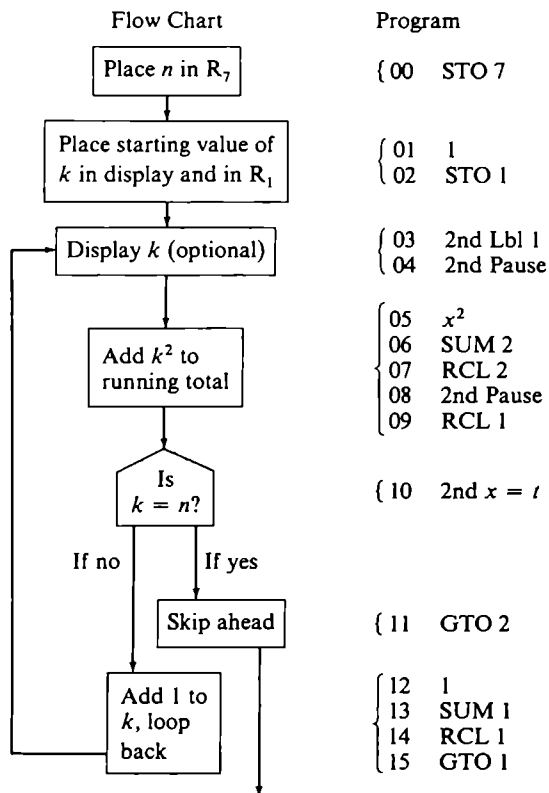 Flow Chart Program
Place n in R₇ { 00 STO 7
Place starting value of
k in display and in R₁
01 1
02 STO 1
Display k (optional)
03 2nd Lbl 1
04 2nd Pause
Add k² to
running total
05 x²
06 SUM 2
07 RCL 2
08 2nd Pause
09 RCL 1
Is
k = n?
{ 10 2nd x = t
If no If yes
Skip ahead { 11 GTO 2
Add 1 to
k, loop
back
12 1
13 SUM 1
14 RCL 1
15 GTO 1